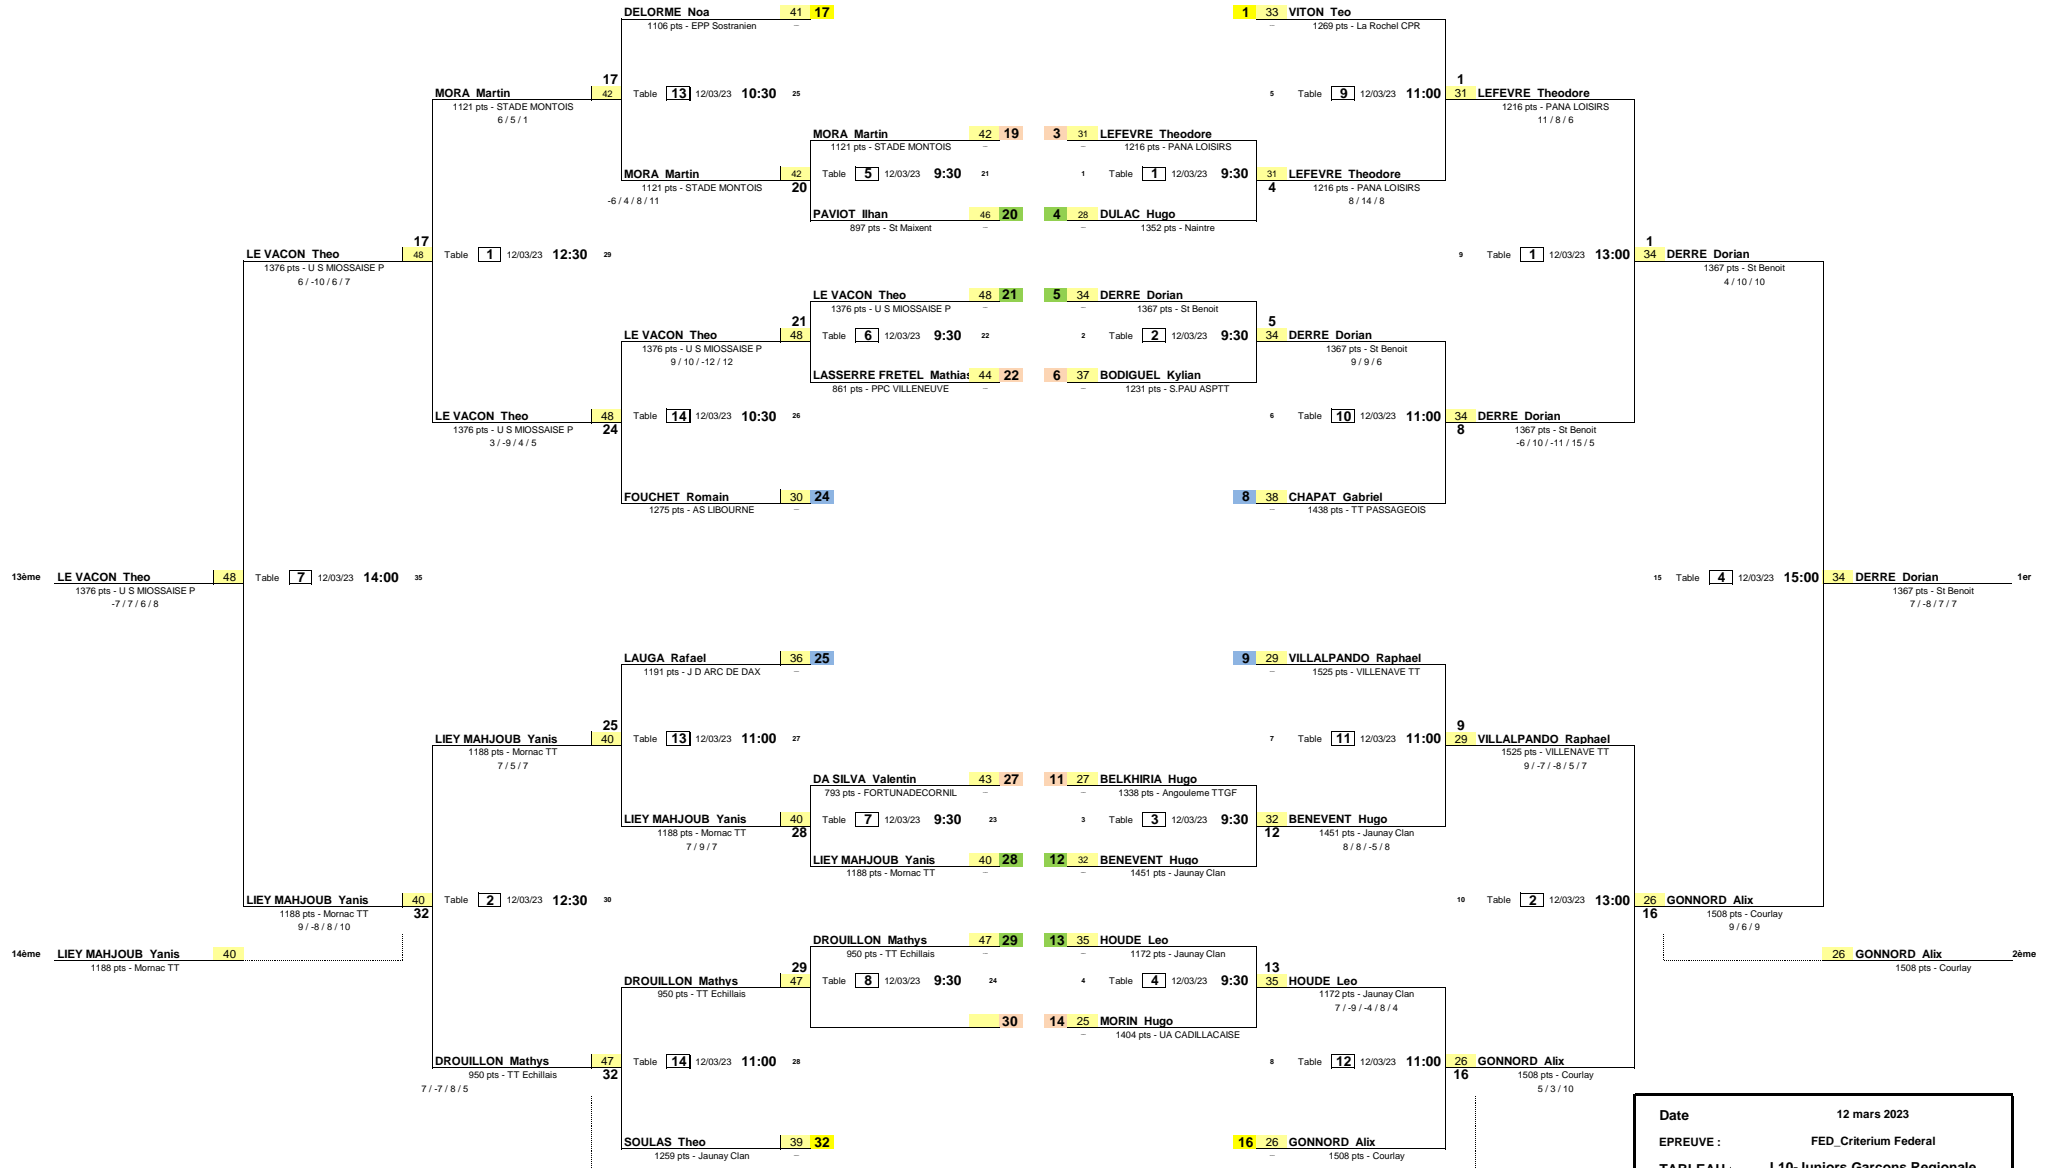 DELORME Noa 41 17 1 33 VITON Teo
1106 pts - EPP Sostranien – – 1269 pts - La Rochel CPR
17 1
MORA Martin 42 Table 13 12/03/23 10:30 25 5 Table 9 12/03/23 11:00 31 LEFEVRE Theodore
1121 pts - STADE MONTOIS 1216 pts - PANA LOISIRS
6 / 5 / 1 11 / 8 / 6
MORA Martin 42 19 3 31 LEFEVRE Theodore
1121 pts - STADE MONTOIS – – 1216 pts - PANA LOISIRS
MORA Martin 42 Table 5 12/03/23 9:30 21 1 Table 1 12/03/23 9:30 31 LEFEVRE Theodore
1121 pts - STADE MONTOIS 20 4 1216 pts - PANA LOISIRS
-6 / 4 / 8 / 11 8 / 14 / 8
PAVIOT Ilhan 46 20 4 28 DULAC Hugo
897 pts - St Maixent – – 1352 pts - Naintre
17 1
LE VACON Theo 48 Table 1 12/03/23 12:30 29 9 Table 1 12/03/23 13:00 34 DERRE Dorian
1376 pts - U S MIOSSAISE P 1367 pts - St Benoit
6 / -10 / 6 / 7 4 / 10 / 10
LE VACON Theo 48 21 5 34 DERRE Dorian
1376 pts - U S MIOSSAISE P – – 1367 pts - St Benoit
21 5
LE VACON Theo 48 Table 6 12/03/23 9:30 22 2 Table 2 12/03/23 9:30 34 DERRE Dorian
1376 pts - U S MIOSSAISE P 1367 pts - St Benoit
9 / 10 / -12 / 12 9 / 9 / 6
LASSERRE FRETEL Mathias 44 22 6 37 BODIGUEL Kylian
861 pts - PPC VILLENEUVE – – 1231 pts - S.PAU ASPTT
LE VACON Theo 48 Table 14 12/03/23 10:30 26 6 Table 10 12/03/23 11:00 34 DERRE Dorian
1376 pts - U S MIOSSAISE P 24 8 1367 pts - St Benoit
3 / -9 / 4 / 5 -6 / 10 / -11 / 15 / 5
FOUCHET Romain 30 24 8 38 CHAPAT Gabriel
1275 pts - AS LIBOURNE – – 1438 pts - TT PASSAGEOIS
13ème LE VACON Theo 48 Table 7 12/03/23 14:00 35 15 Table 4 12/03/23 15:00 34 DERRE Dorian 1er
1376 pts - U S MIOSSAISE P 1367 pts - St Benoit
-7 / 7 / 6 / 8 7 / -8 / 7 / 7
LAUGA Rafael 36 25 9 29 VILLALPANDO Raphael
1191 pts - J D ARC DE DAX – – 1525 pts - VILLENAVE TT
25 9
LIEY MAHJOUB Yanis 40 Table 13 12/03/23 11:00 27 7 Table 11 12/03/23 11:00 29 VILLALPANDO Raphael
1188 pts - Mornac TT 1525 pts - VILLENAVE TT
7 / 5 / 7 9 / -7 / -8 / 5 / 7
DA SILVA Valentin 43 27 11 27 BELKHIRIA Hugo
793 pts - FORTUNADECORNIL – – 1338 pts - Angouleme TTGF
LIEY MAHJOUB Yanis 40 Table 7 12/03/23 9:30 23 3 Table 3 12/03/23 9:30 32 BENEVENT Hugo
1188 pts - Mornac TT 28 12 1451 pts - Jaunay Clan
7 / 9 / 7 8 / 8 / -5 / 8
LIEY MAHJOUB Yanis 40 28 12 32 BENEVENT Hugo
1188 pts - Mornac TT – – 1451 pts - Jaunay Clan
LIEY MAHJOUB Yanis 40 Table 2 12/03/23 12:30 30 10 Table 2 12/03/23 13:00 26 GONNORD Alix
1188 pts - Mornac TT 32 16 1508 pts - Courlay
9 / -8 / 8 / 10 9 / 6 / 9
DROUILLON Mathys 47 29 13 35 HOUDE Leo
950 pts - TT Echillais – – 1172 pts - Jaunay Clan
14ème LIEY MAHJOUB Yanis 40 26 GONNORD Alix 2ème
1188 pts - Mornac TT 29 13 1508 pts - Courlay
DROUILLON Mathys 47 Table 8 12/03/23 9:30 24 4 Table 4 12/03/23 9:30 35 HOUDE Leo
950 pts - TT Echillais 1172 pts - Jaunay Clan
7 / -9 / -4 / 8 / 4
30 14 25 MORIN Hugo
– 1404 pts - UA CADILLACAISE
DROUILLON Mathys 47 Table 14 12/03/23 11:00 28 8 Table 12 12/03/23 11:00 26 GONNORD Alix
950 pts - TT Echillais 32 16 1508 pts - Courlay
7 / -7 / 8 / 5 5 / 3 / 10
Date 12 mars 2023
SOULAS Theo 39 32 16 26 GONNORD Alix EPREUVE : FED_Criterium Federal
1259 pts - Jaunay Clan – – 1508 pts - Courlay
TABLEAU : L10-Juniors Garçons Regionale